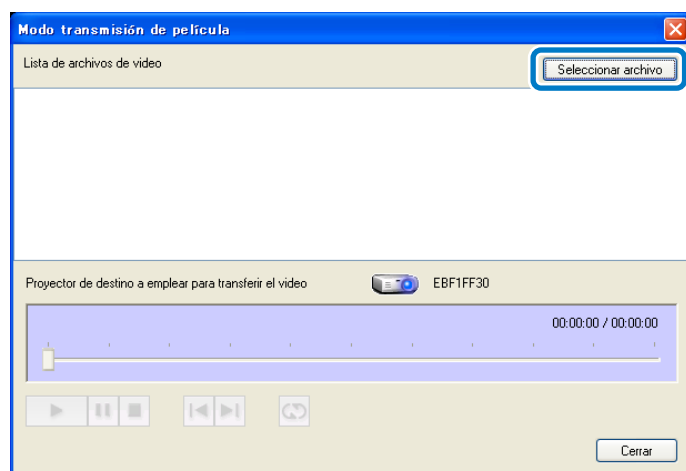 Modo transmisión de película
Lista de archivos de video
Seleccionar archivo
Proyector de destino a emplear para transferir el video
EBF1FF30
00:00:00 / 00:00:00
Cerrar